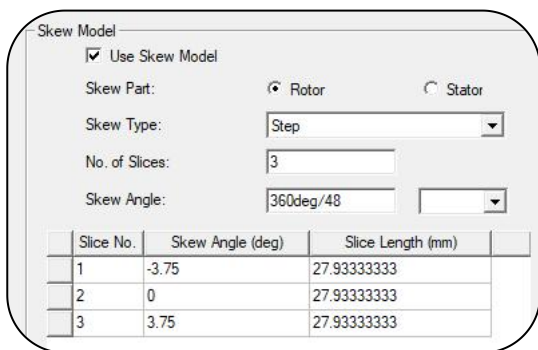 Skew Model
Use Skew Model
Skew Part: Rotor Stator
Skew Type: Step
No. of Slices: 3
Skew Angle: 360deg/48
Slice No. Skew Angle (deg) Slice Length (mm)
1 -3.75 27.93333333
2 0 27.93333333
3 3.75 27.93333333